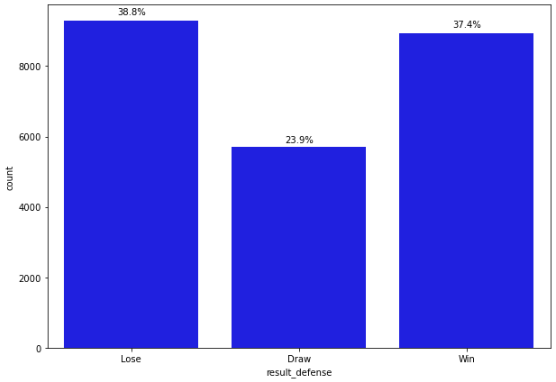 38.8%
37.4%
23.9%
8000
6000
4000
2000
0
count
Lose
Draw
Win
result_defense